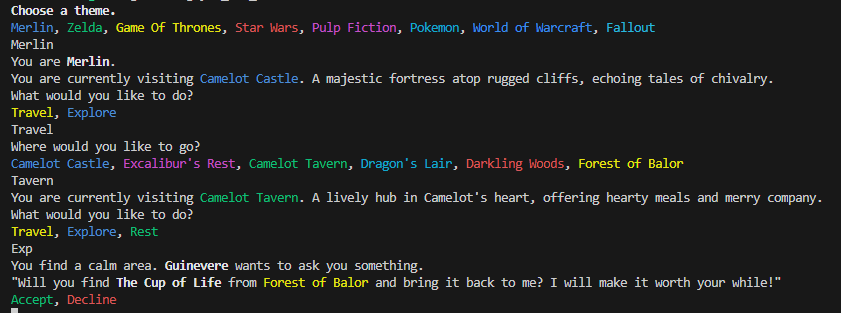 Choose a theme.
Merlin, Zelda, Game Of Thrones, Star Wars, Pulp Fiction, Pokemon, World of Warcraft, Fallout
Merlin
You are Merlin.
You are currently visiting Camelot Castle. A majestic fortress atop rugged cliffs, echoing tales of chivalry.
What would you like to do?
Travel, Explore
Travel
Where would you like to go?
Camelot Castle, Excalibur's Rest, Camelot Tavern, Dragon's Lair, Darkling Woods, Forest of Balor
Tavern
You are currently visiting Camelot Tavern. A lively hub in Camelot's heart, offering hearty meals and merry company.
What would you like to do?
Travel, Explore, Rest
Exp
You find a calm area. Guinevere wants to ask you something.
"Will you find The Cup of Life from Forest of Balor and bring it back to me? I will make it worth your while!"
Accept, Decline